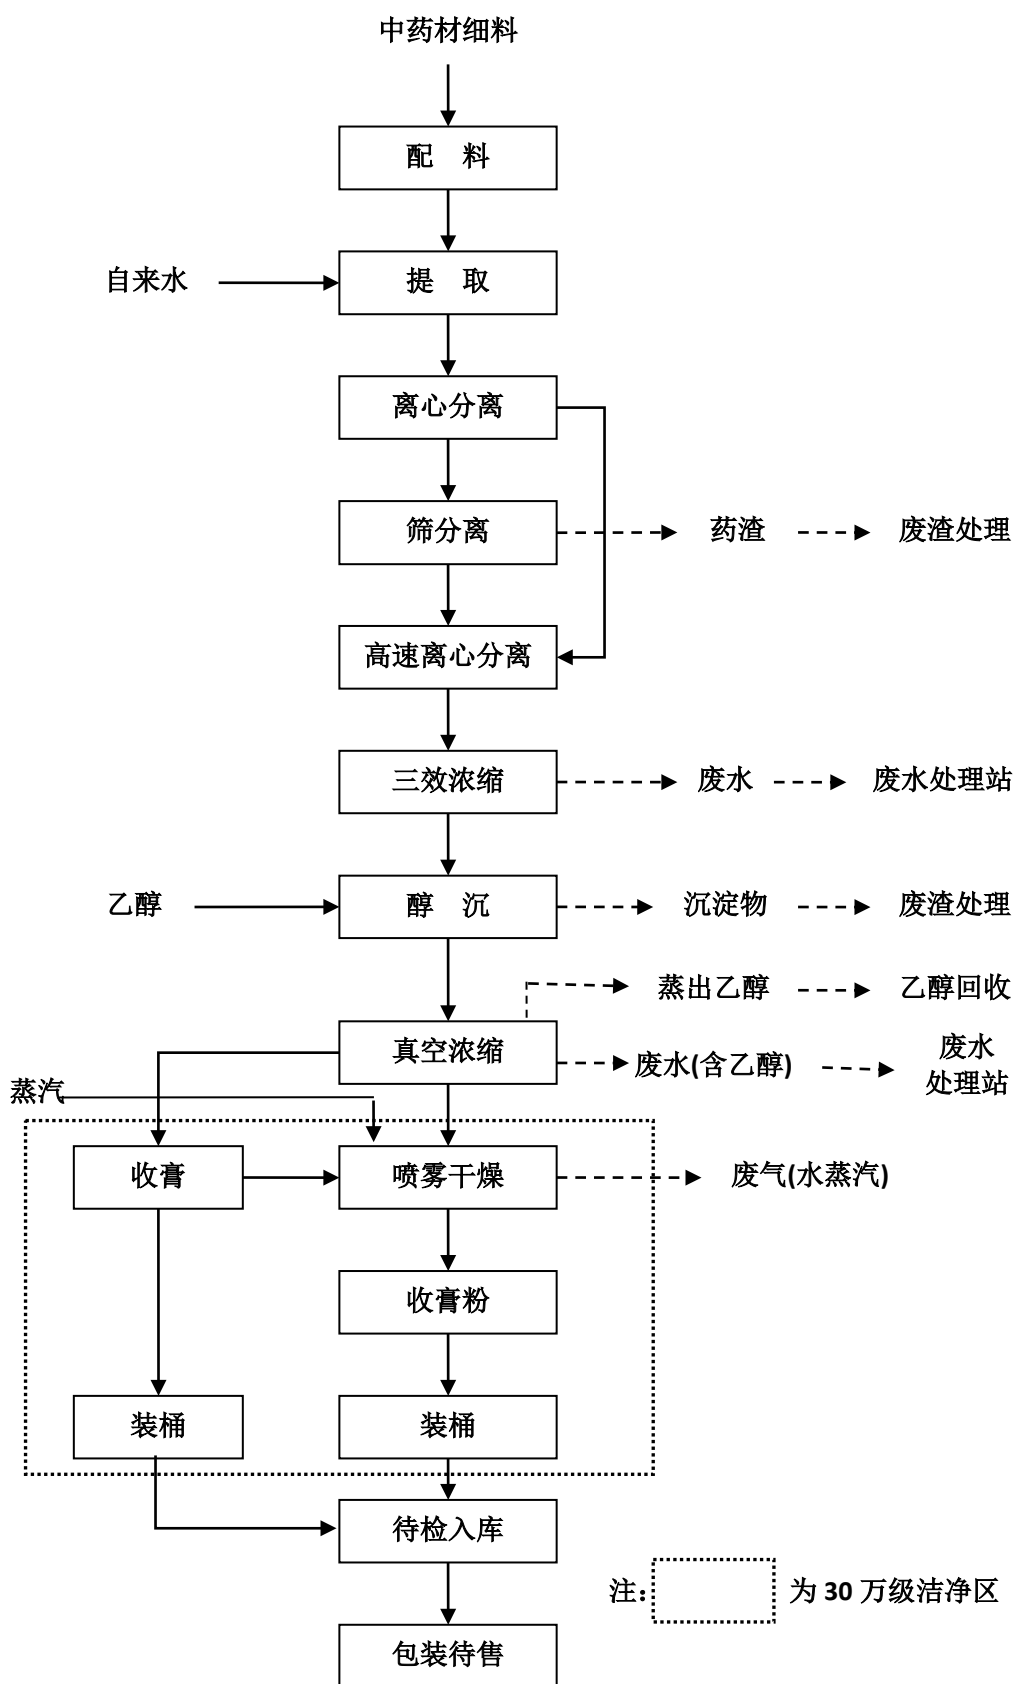 中药材细料
配 料
自来水
提 取
离心分离
筛分离
药渣
废渣处理
高速离心分离
三效浓缩
废水
废水处理站
乙醇
醇 沉
沉淀物
废渣处理
蒸出乙醇
乙醇回收
真空浓缩
废水(含乙醇)
废水
处理站
蒸汽
收膏
喷雾干燥
废气(水蒸汽)
收膏粉
装桶
装桶
待检入库
注:
为 30 万级洁净区
包装待售